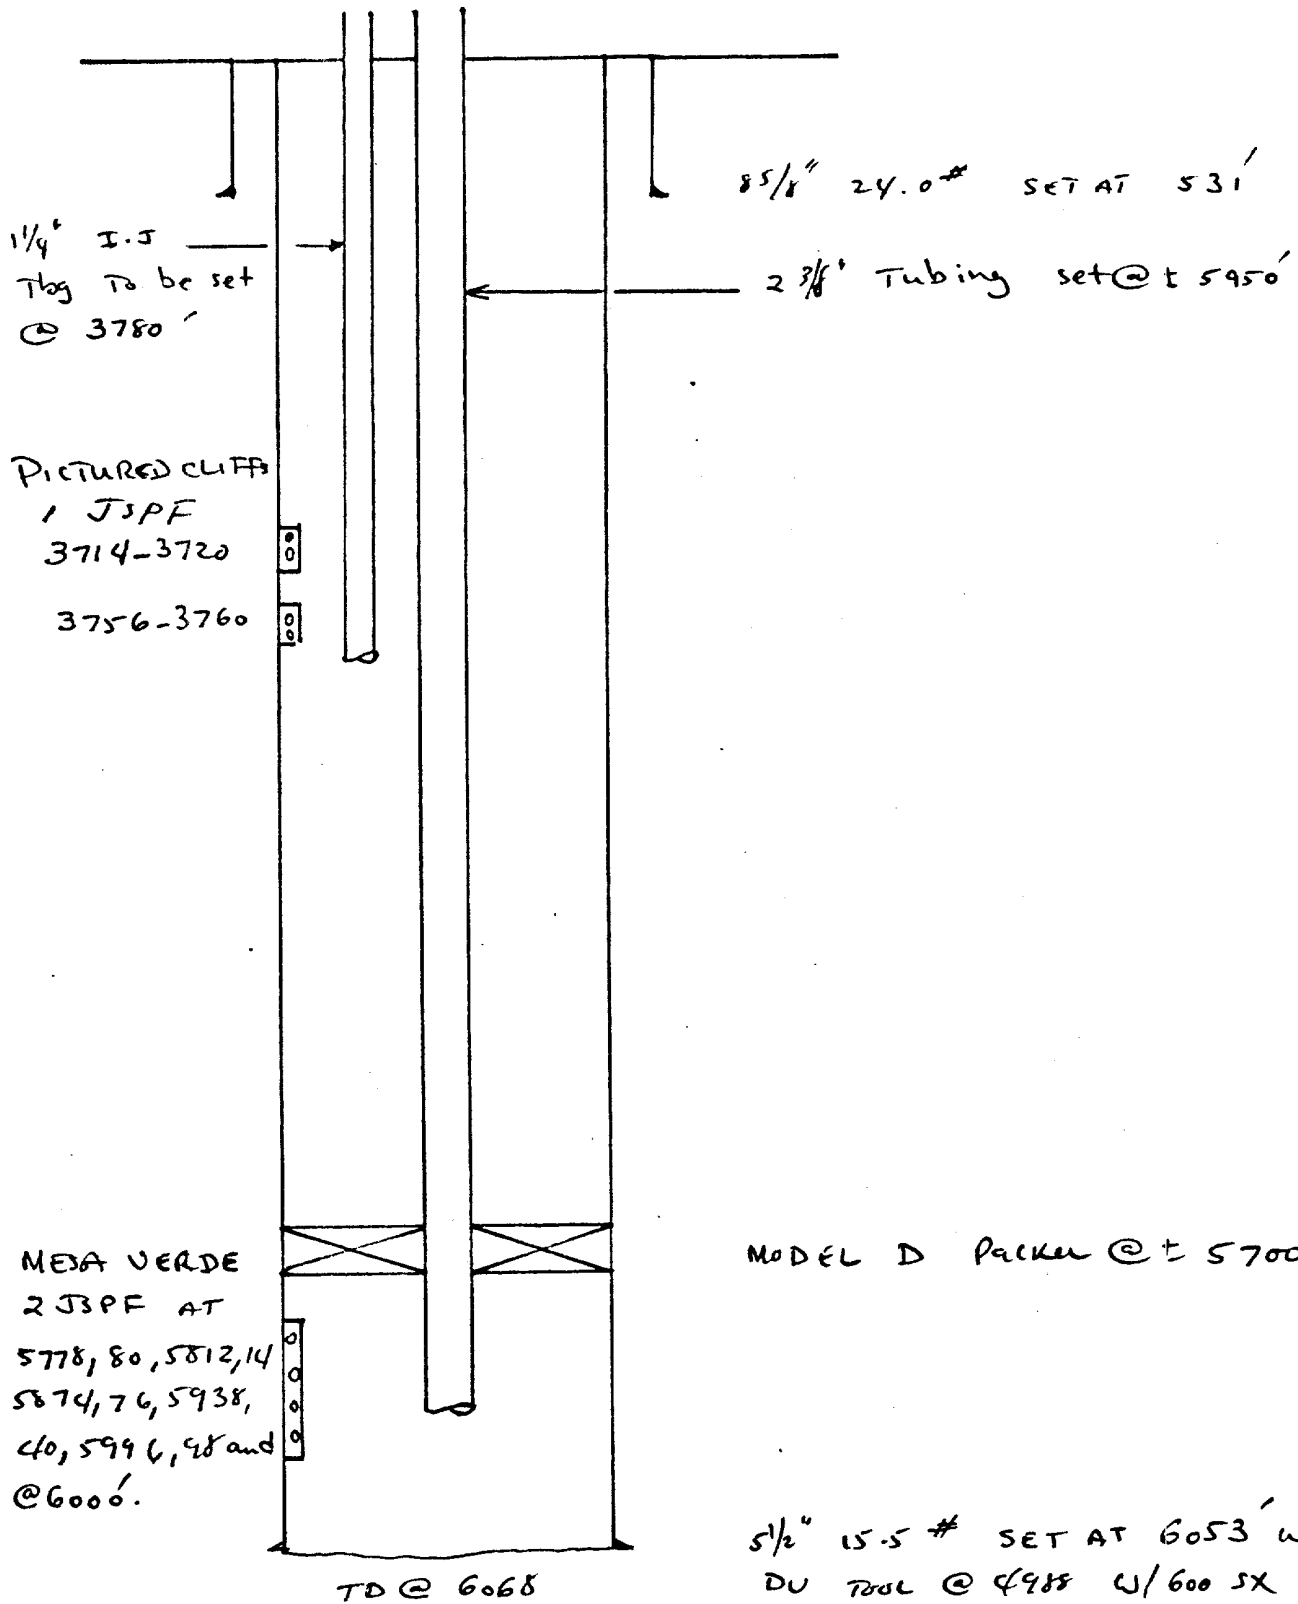 8 5/8" 24.0# SET AT 531'
1 1/4" I.J
Tbg To be set
@ 3780'
2 3/8" Tubing set @ ± 5950'
PICTURED CLIFFS
1 JSPF
3714-3720
3756-3760
MESA VERDE
2 JSPF AT
5778, 80, 5812, 14
5874, 76, 5938,
40, 5996, 98 and
@ 6000'.
MODEL D Packer @ ± 5700
5 1/2" 15.5# SET AT 6053' w
DU TOOL @ 4988 W/600 SX
TD @ 6068